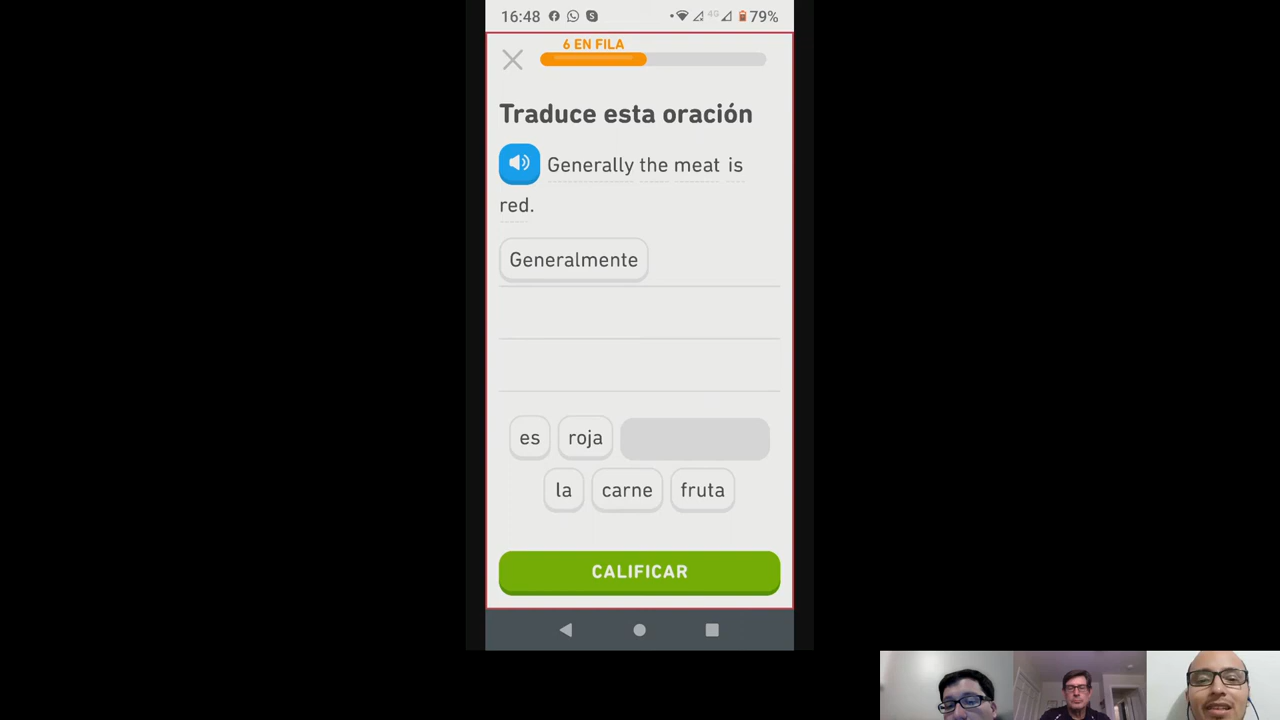 16:48 4G 79%
6 EN FILA
Traduce esta oración
Generally the meat is
red.
Generalmente
es roja
la carne fruta
CALIFICAR